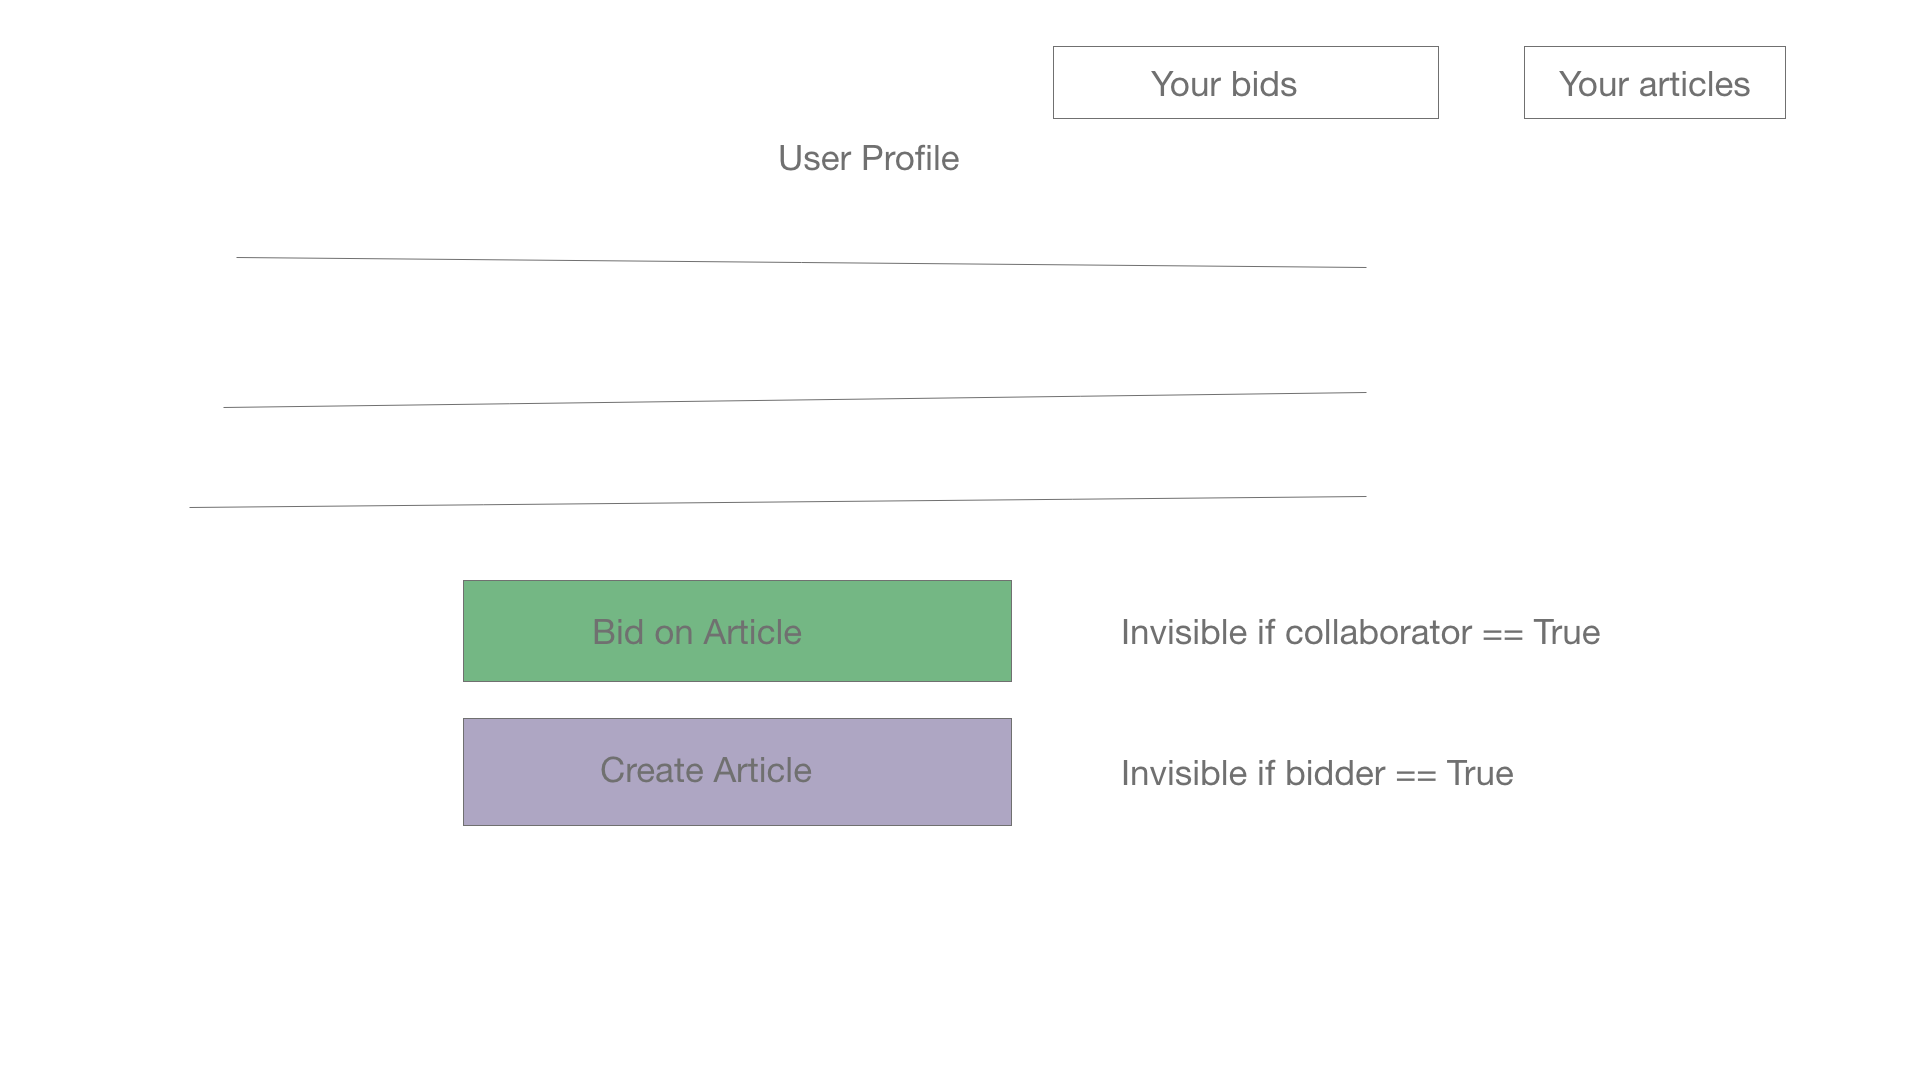 Your bids
Your articles
User Profile
Bid on Article
Invisible if collaborator == True
Create Article
Invisible if bidder == True